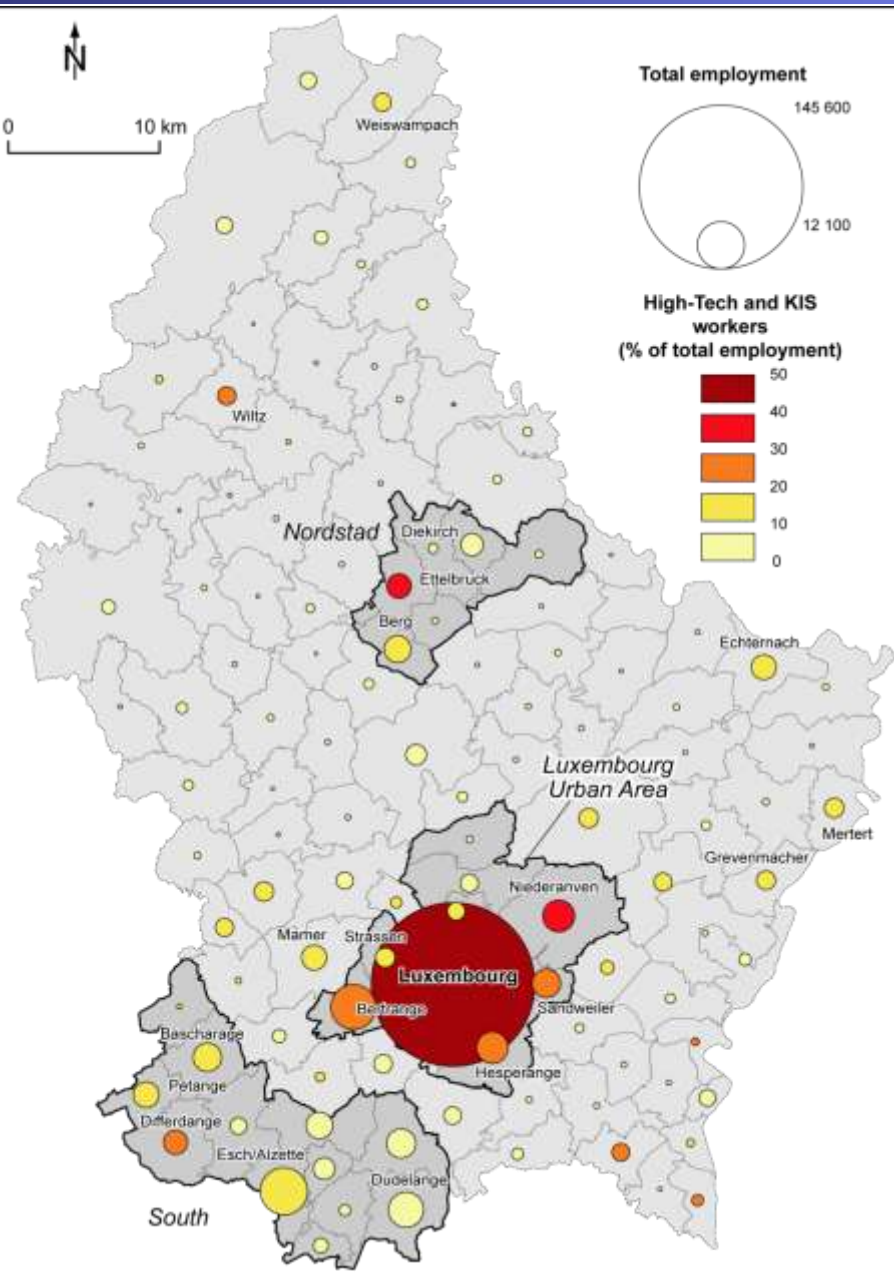 N
0 10 km
Total employment
145 600
12 100
High-Tech and KIS
workers
(% of total employment)
50
40
30
20
10
0
Weiswampach
Wiltz
Nordstad
Diekirch
Ettelbruck
Berg
Echternach
Luxembourg
Urban Area
Mertert
Grevenmacher
Niederanven
Mamer
Strassen
Luxembourg
Bertrange
Sandweiler
Hesperange
Bascharage
Petange
Differdange
Esch/Alzette
Dudelange
South